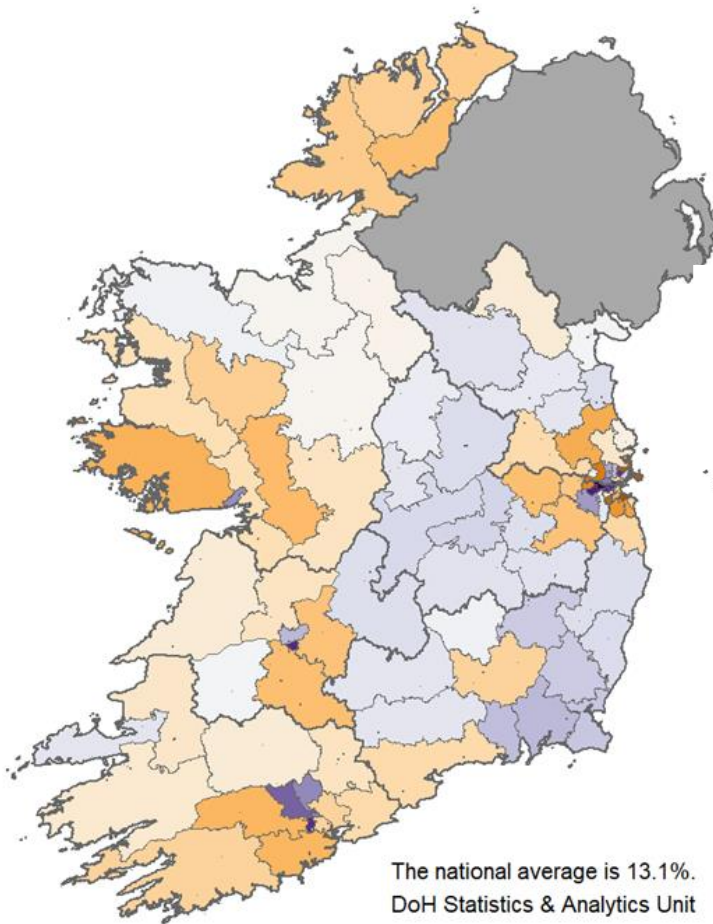 The national average is 13.1%.
DoH Statistics & Analytics Unit